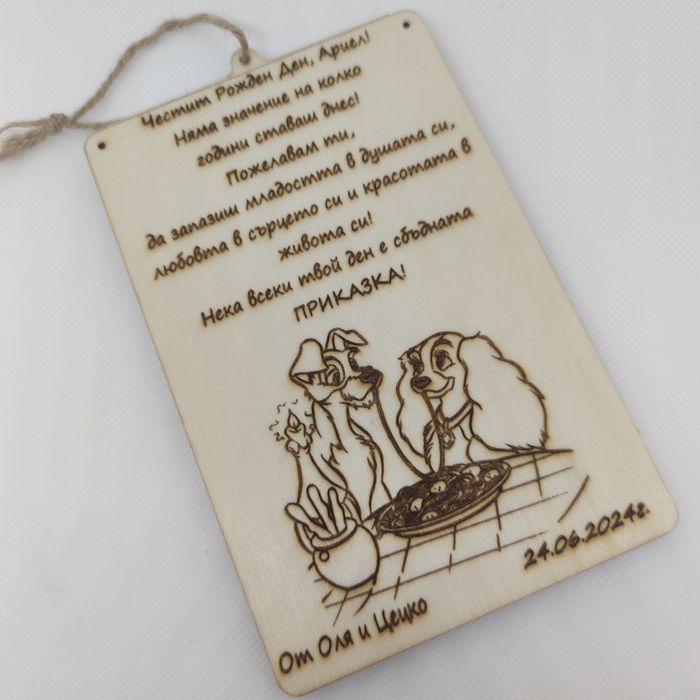 Честит Рожден Ден, Ариел!
Няма значение на колко
години ставаш днес!
Пожелавам ти,
да запазиш младостта в душата си,
любовта в сърцето си и красотата в
живота си!
Нека всеки твой ден е сбъдната
ПРИКАЗКА!
24.06.2024г.
От Оля и Цецко